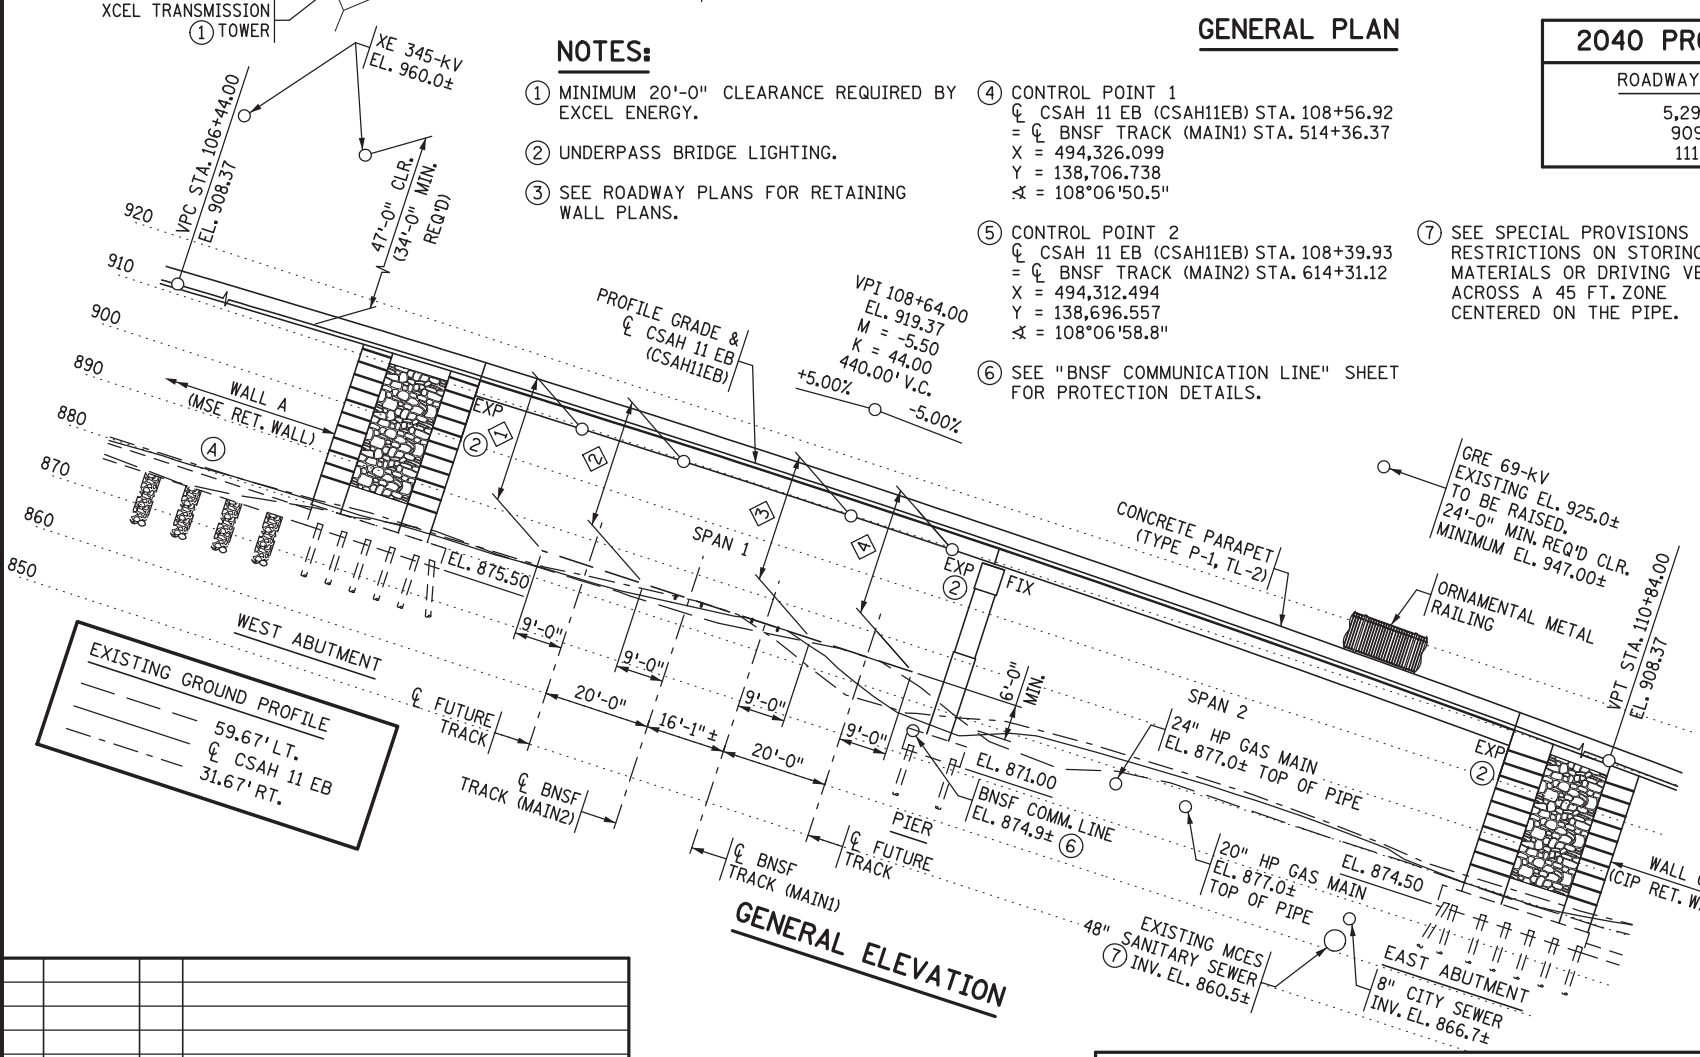 XCEL TRANSMISSION
1 TOWER
XE 345-kV
EL. 960.0±
VPC STA. 106+44.00
EL. 908.37
47'-0" CLR.
(34'-0" MIN.
REQ'D)
NOTES:
1 MINIMUM 20'-0" CLEARANCE REQUIRED BY
EXCEL ENERGY.
2 UNDERPASS BRIDGE LIGHTING.
3 SEE ROADWAY PLANS FOR RETAINING
WALL PLANS.
GENERAL PLAN
4 CONTROL POINT 1
℄ CSAH 11 EB (CSAH11EB) STA. 108+56.92
= ℄ BNSF TRACK (MAIN1) STA. 514+36.37
X = 494,326.099
Y = 138,706.738
∢ = 108°06'50.5"
5 CONTROL POINT 2
℄ CSAH 11 EB (CSAH11EB) STA. 108+39.93
= ℄ BNSF TRACK (MAIN2) STA. 614+31.12
X = 494,312.494
Y = 138,696.557
∢ = 108°06'58.8"
6 SEE "BNSF COMMUNICATION LINE" SHEET
FOR PROTECTION DETAILS.
2040 PRO
ROADWAY
5,29
909
111
7 SEE SPECIAL PROVISIONS
RESTRICTIONS ON STORING
MATERIALS OR DRIVING VE
ACROSS A 45 FT. ZONE
CENTERED ON THE PIPE.
920
910
900
890
880
870
860
850
WALL A
(MSE RET. WALL)
A
PROFILE GRADE &
℄ CSAH 11 EB
(CSAH11EB)
VPI 108+64.00
EL. 919.37
M = -5.50
K = 44.00
440.00' V.C.
+5.00%
-5.00%
EXP
2
1
2
3
4
SPAN 1
EXP
2
FIX
EL. 875.50
WEST ABUTMENT
9'-0"
9'-0"
9'-0"
9'-0"
20'-0"
16'-1"±
20'-0"
6'-0"
MIN.
CONCRETE PARAPET
(TYPE P-1, TL-2)
GRE 69-kV
EXISTING EL. 925.0±
TO BE RAISED.
24'-0" MIN. REQ'D CLR.
MINIMUM EL. 947.00±
ORNAMENTAL METAL
RAILING
VPT STA. 110+84.00
EL. 908.37
SPAN 2
EXP
2
24" HP GAS MAIN
EL. 877.0± TOP OF PIPE
EXISTING GROUND PROFILE
59.67' LT.
℄ CSAH 11 EB
31.67' RT.
℄ FUTURE
TRACK
℄ BNSF
TRACK (MAIN2)
℄ BNSF
TRACK (MAIN1)
℄ FUTURE
TRACK
PIER
EL. 871.00
BNSF COMM. LINE
EL. 874.9± 6
20" HP GAS MAIN
EL. 877.0±
TOP OF PIPE
EL. 874.50
WALL
(CIP RET. W
GENERAL ELEVATION
EXISTING MCES
48" SANITARY SEWER
7 INV. EL. 860.5±
EAST ABUTMENT
8" CITY SEWER
INV. EL. 866.7±